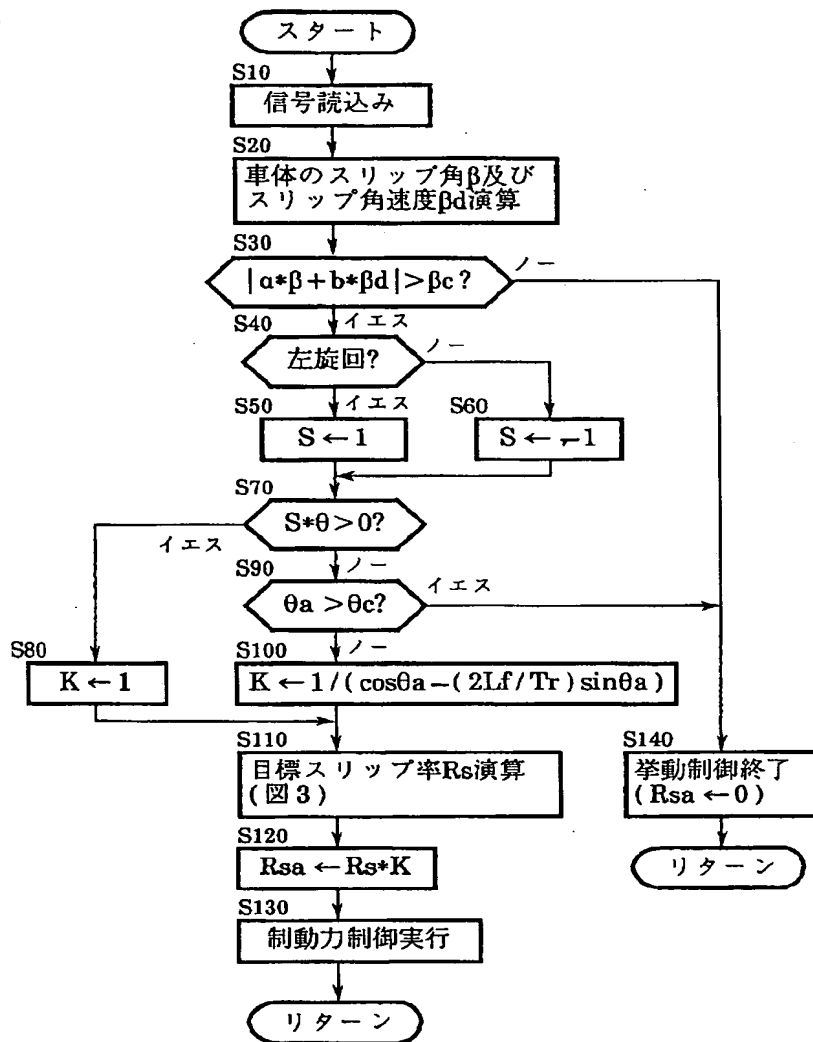 スタート
S10
信号読込み
S20
車体のスリップ角β及び
スリップ角速度βd演算
S30
|a*β+b*βd|>βc?
ノー
イエス
S40
左旋回?
ノー
イエス
S50
S←1
S60
S←-1
S70
S*θ>0?
イエス
ノー
S90
θa>θc?
イエス
ノー
S80
K←1
S100
K←1/(cosθa-(2Lf/Tr)sinθa)
S110
目標スリップ率Rs演算
(図3)
S140
挙動制御終了
(Rsa←0)
S120
Rsa←Rs*K
リターン
S130
制動力制御実行
リターン